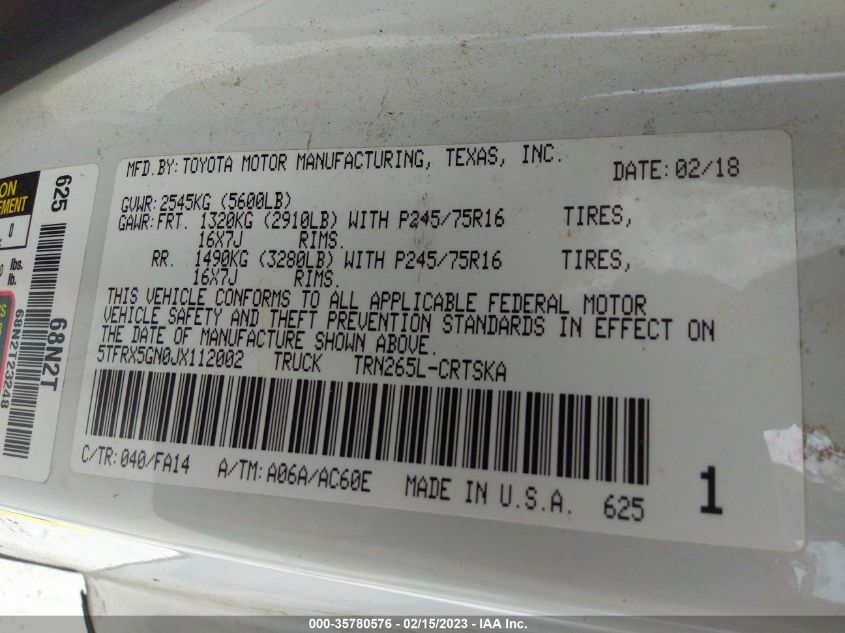 MFD.BY:TOYOTA MOTOR MANUFACTURING, TEXAS, INC.
DATE:02/18
GVWR:2545KG (5600LB)
GAWR:FRT. 1320KG (2910LB) WITH P245/75R16 TIRES,
16X7J RIMS.
RR. 1490KG (3280LB) WITH P245/75R16 TIRES,
16X7J RIMS.
THIS VEHICLE CONFORMS TO ALL APPLICABLE FEDERAL MOTOR
VEHICLE SAFETY AND THEFT PREVENTION STANDARDS IN EFFECT ON
THE DATE OF MANUFACTURE SHOWN ABOVE.
5TFRX5GN0JX112002 TRUCK TRN265L-CRTSKA
C/TR:040/FA14 A/TM:A06A/AC60E MADE IN U.S.A. 625 1
625
68N2T
68N2T23248
0
lbs.
lb.
000-35780576 - 02/15/2023 - IAA Inc.